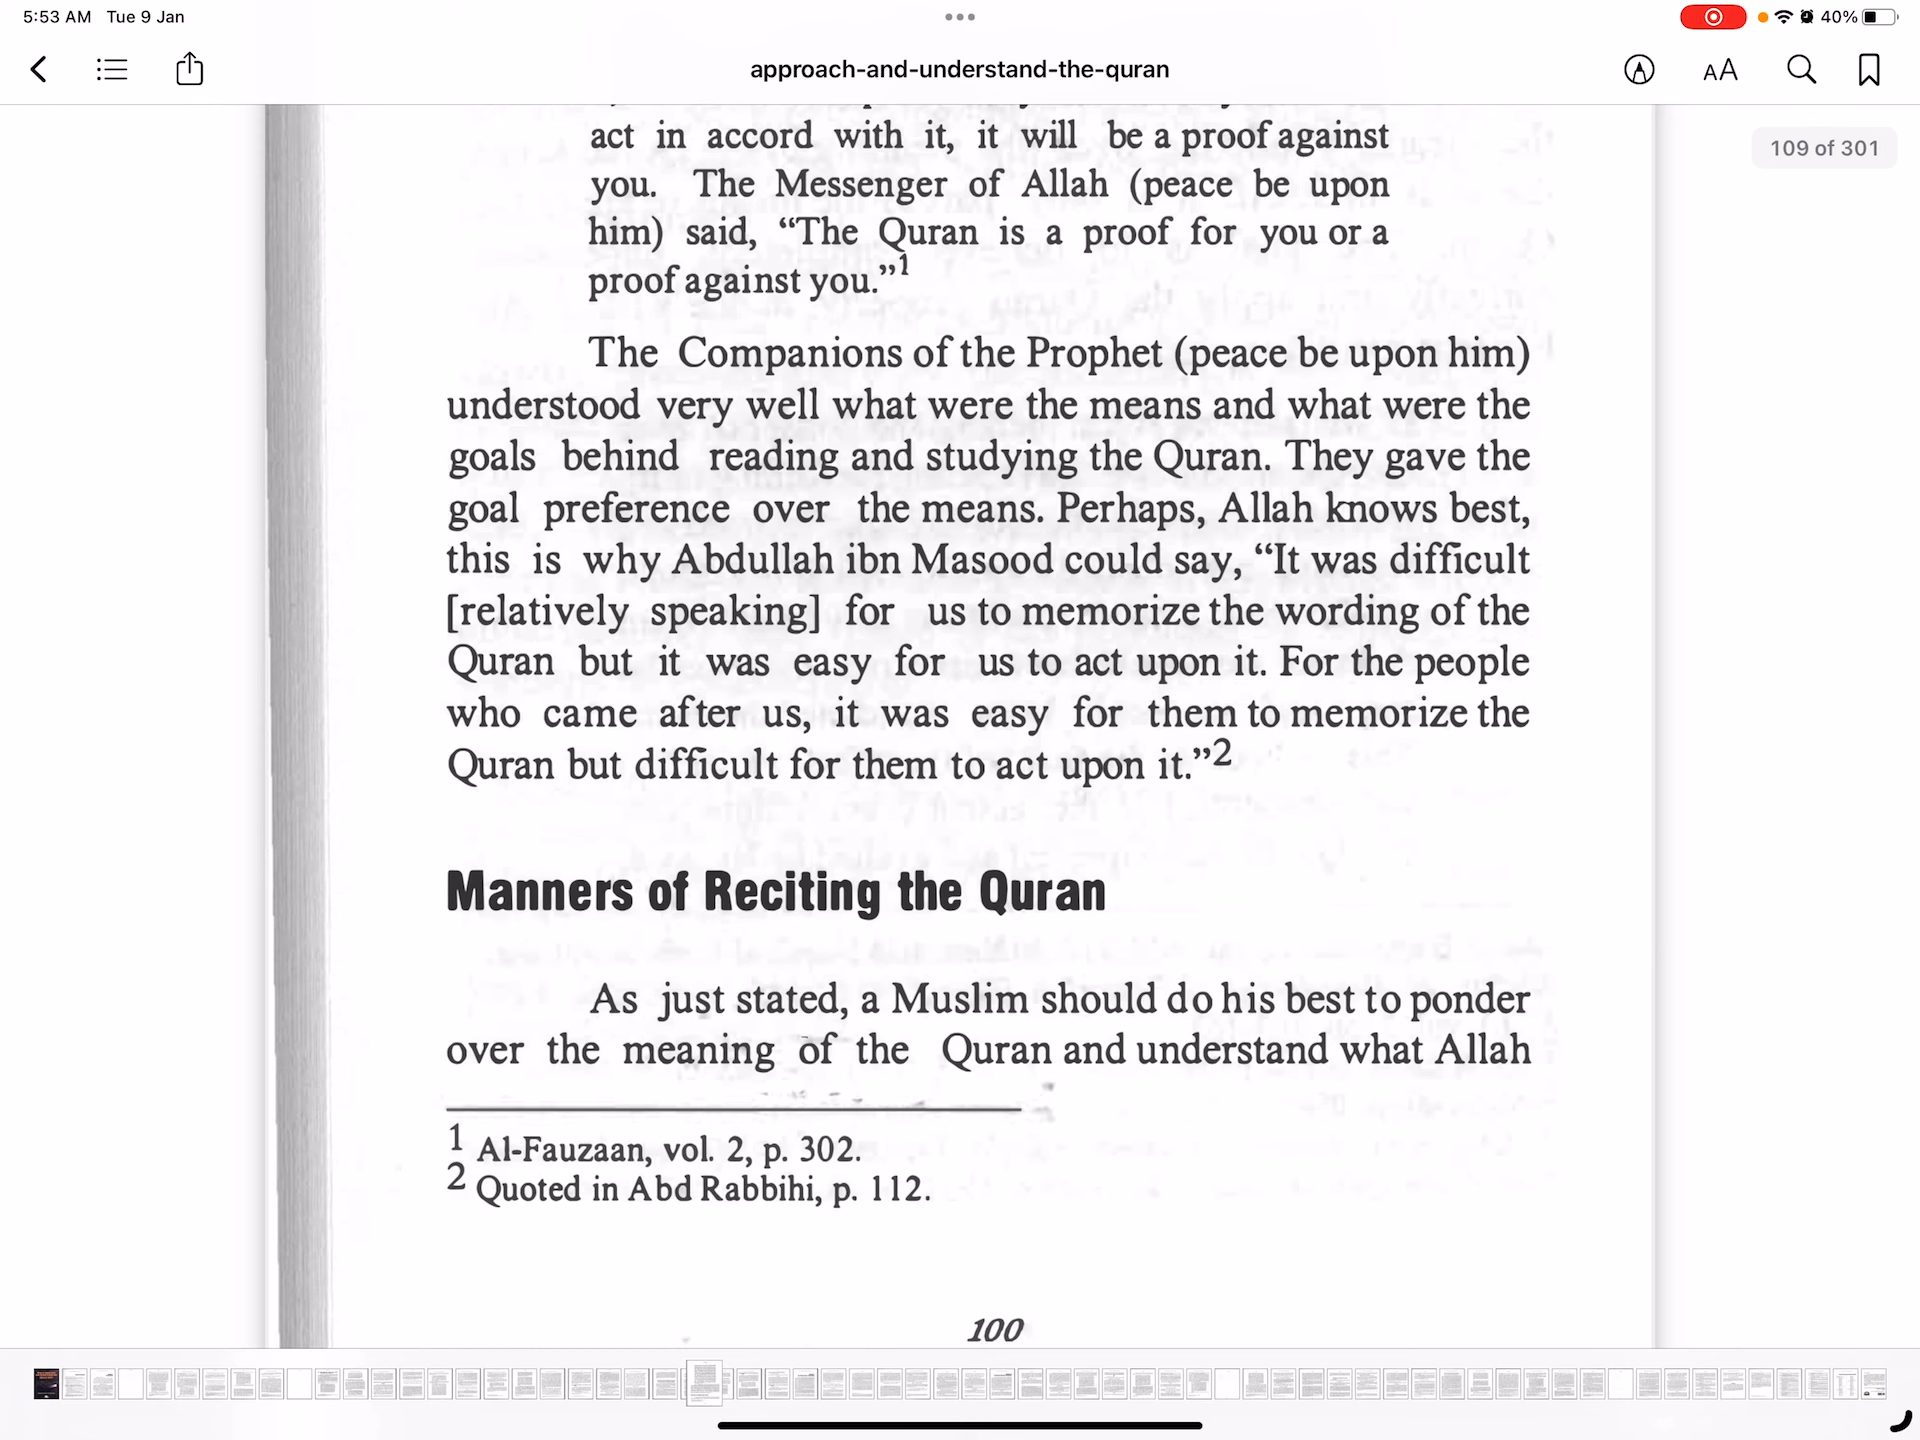 5:53 AM Tue 9 Jan
40%
approach-and-understand-the-quran
AA
109 of 301
act in accord with it, it will be a proof against
you. The Messenger of Allah (peace be upon
him) said, “The Quran is a proof for you or a
proof against you.”1
The Companions of the Prophet (peace be upon him)
understood very well what were the means and what were the
goals behind reading and studying the Quran. They gave the
goal preference over the means. Perhaps, Allah knows best,
this is why Abdullah ibn Masood could say, “It was difficult
[relatively speaking] for us to memorize the wording of the
Quran but it was easy for us to act upon it. For the people
who came after us, it was easy for them to memorize the
Quran but difficult for them to act upon it.”2
Manners of Reciting the Quran
As just stated, a Muslim should do his best to ponder
over the meaning of the Quran and understand what Allah
1 Al-Fauzaan, vol. 2, p. 302.
2 Quoted in Abd Rabbihi, p. 112.
100